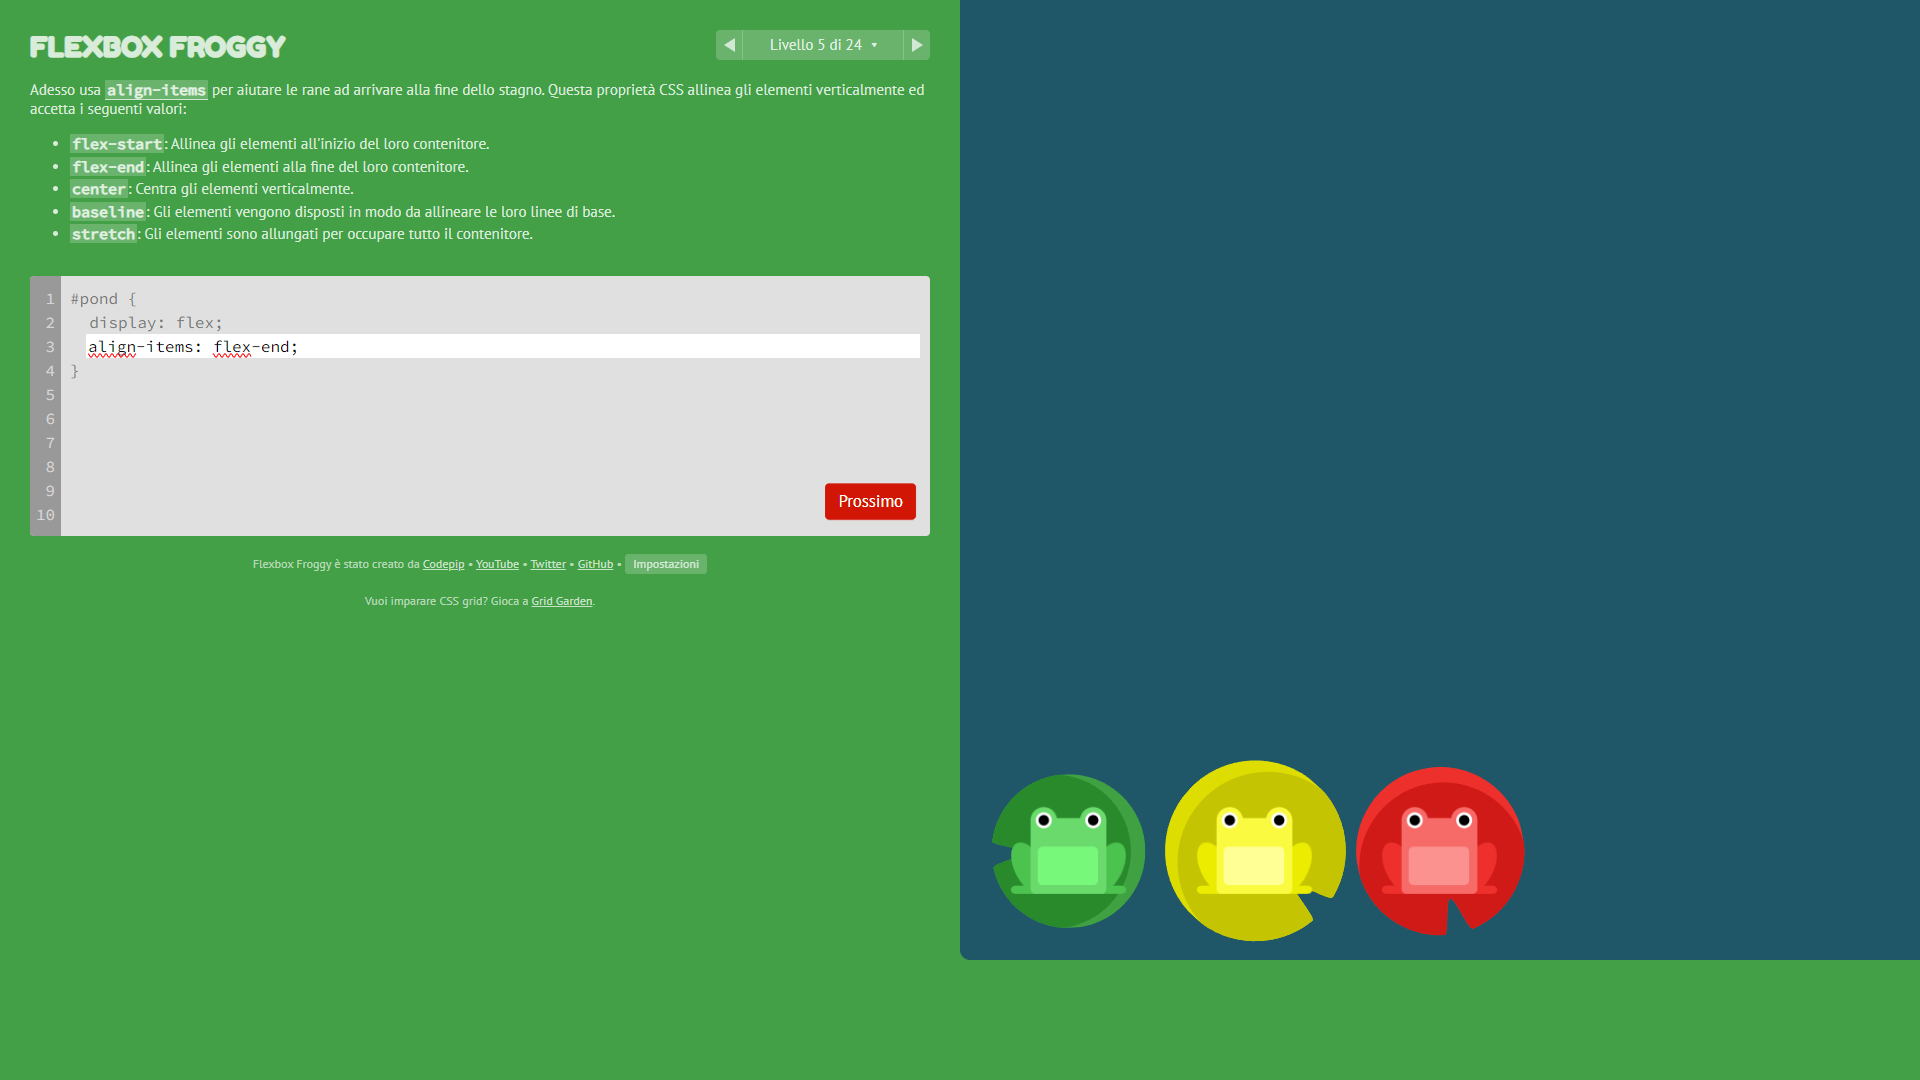 FLEXBOX FROGGY
Livello 5 di 24 ▾
Adesso usa align-items per aiutare le rane ad arrivare alla fine dello stagno. Questa proprietà CSS allinea gli elementi verticalmente ed
accetta i seguenti valori:
• flex-start: Allinea gli elementi all'inizio del loro contenitore.
• flex-end: Allinea gli elementi alla fine del loro contenitore.
• center: Centra gli elementi verticalmente.
• baseline: Gli elementi vengono disposti in modo da allineare le loro linee di base.
• stretch: Gli elementi sono allungati per occupare tutto il contenitore.
1 #pond {
2 display: flex;
3 align-items: flex-end;
4 }
5
6
7
8
9
10
Prossimo
Flexbox Froggy è stato creato da Codepip • YouTube • Twitter • GitHub • Impostazioni
Vuoi imparare CSS grid? Gioca a Grid Garden.